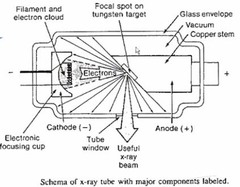 Filament and
electron cloud
Focal spot on
tungsten target
Glass envelope
Vacuum
Copper stem
Electrons
−
+
Electronic
focusing cup
Cathode (−)
Tube
window
Useful
x-ray
beam
Anode (+)
Schema of x-ray tube with major components labeled.